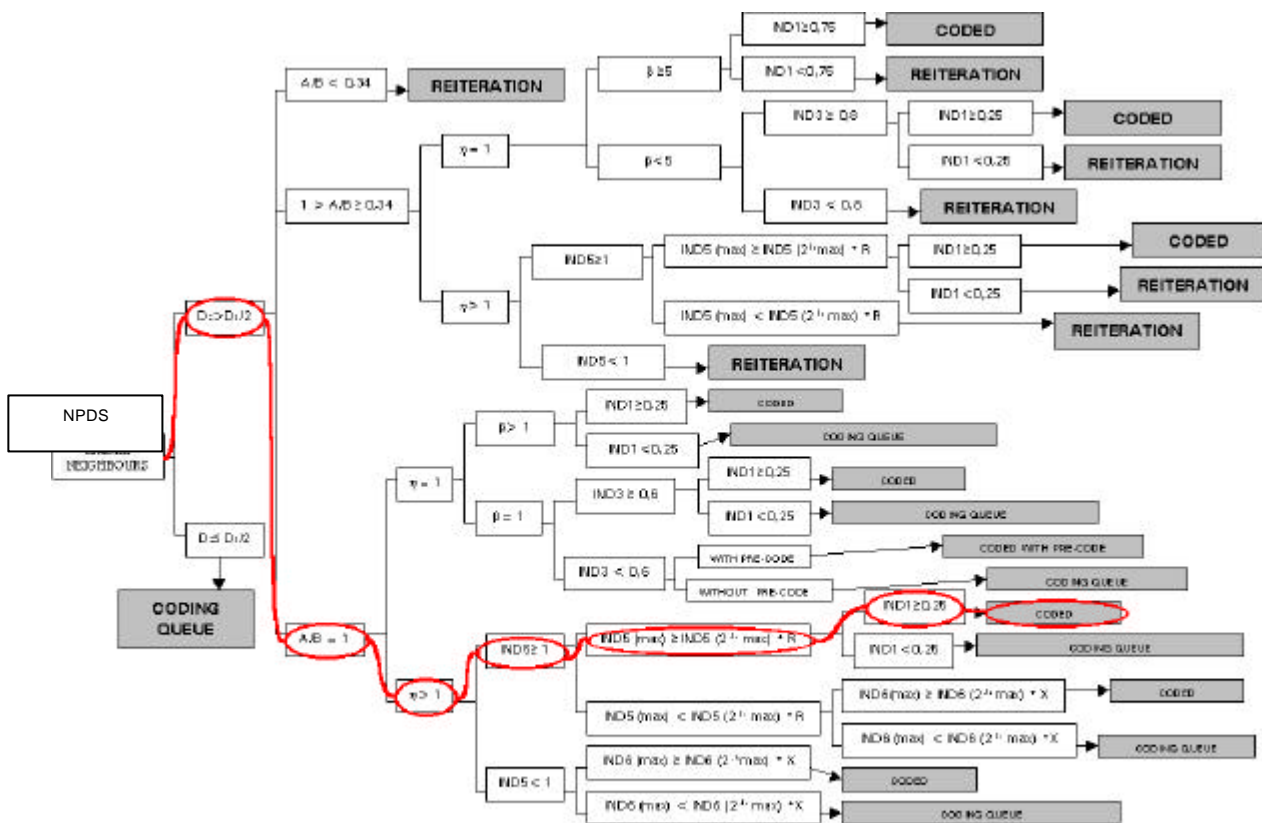 IND1≥0,75
CODED
β≥5
A/B < 0.34
REITERATION
IND1<0,75
REITERATION
IND3≥ 0,8
IND1≥0,25
CODED
η= 1
β<5
IND1<0,25
REITERATION
1 > A/B≥0.34
IND3 < 0,8
REITERATION
IND5≥1
IND5 (max) ≥ IND5 (2ⁿᵈ max) * R
IND1≥0,25
CODED
η> 1
IND1<0,25
REITERATION
IND5 (max) < IND5 (2ⁿᵈ max) * R
REITERATION
IND5< 1
REITERATION
NPDS
NEIGHBOURS
IND1≥0,25
CODED
β> 1
IND1<0,25
CODING QUEUE
η= 1
IND3≥ 0,6
IND1≥0,25
CODED
β= 1
IND1<0,25
CODING QUEUE
IND3 < 0,6
WITH PRE-CODE
CODED WITH PRE-CODE
WITHOUT PRE-CODE
CODING QUEUE
CODING
QUEUE
A/B = 1
IND5≥ 1
IND5 (max) ≥ IND5 (2ⁿᵈ max) * R
IND1≥0,25
CODED
IND1<0,25
CODING QUEUE
η> 1
IND5 (max) < IND5 (2ⁿᵈ max) * R
IND6(max) ≥ IND6 (2ⁿᵈ max) * X
CODED
IND6(max) < IND6 (2ⁿᵈ max) *X
CODING QUEUE
IND5< 1
IND6 (max) ≥ IND6 (2ⁿᵈ max) * X
CODED
IND6 (max) < IND6 (2ⁿᵈ max) *X
CODING QUEUE